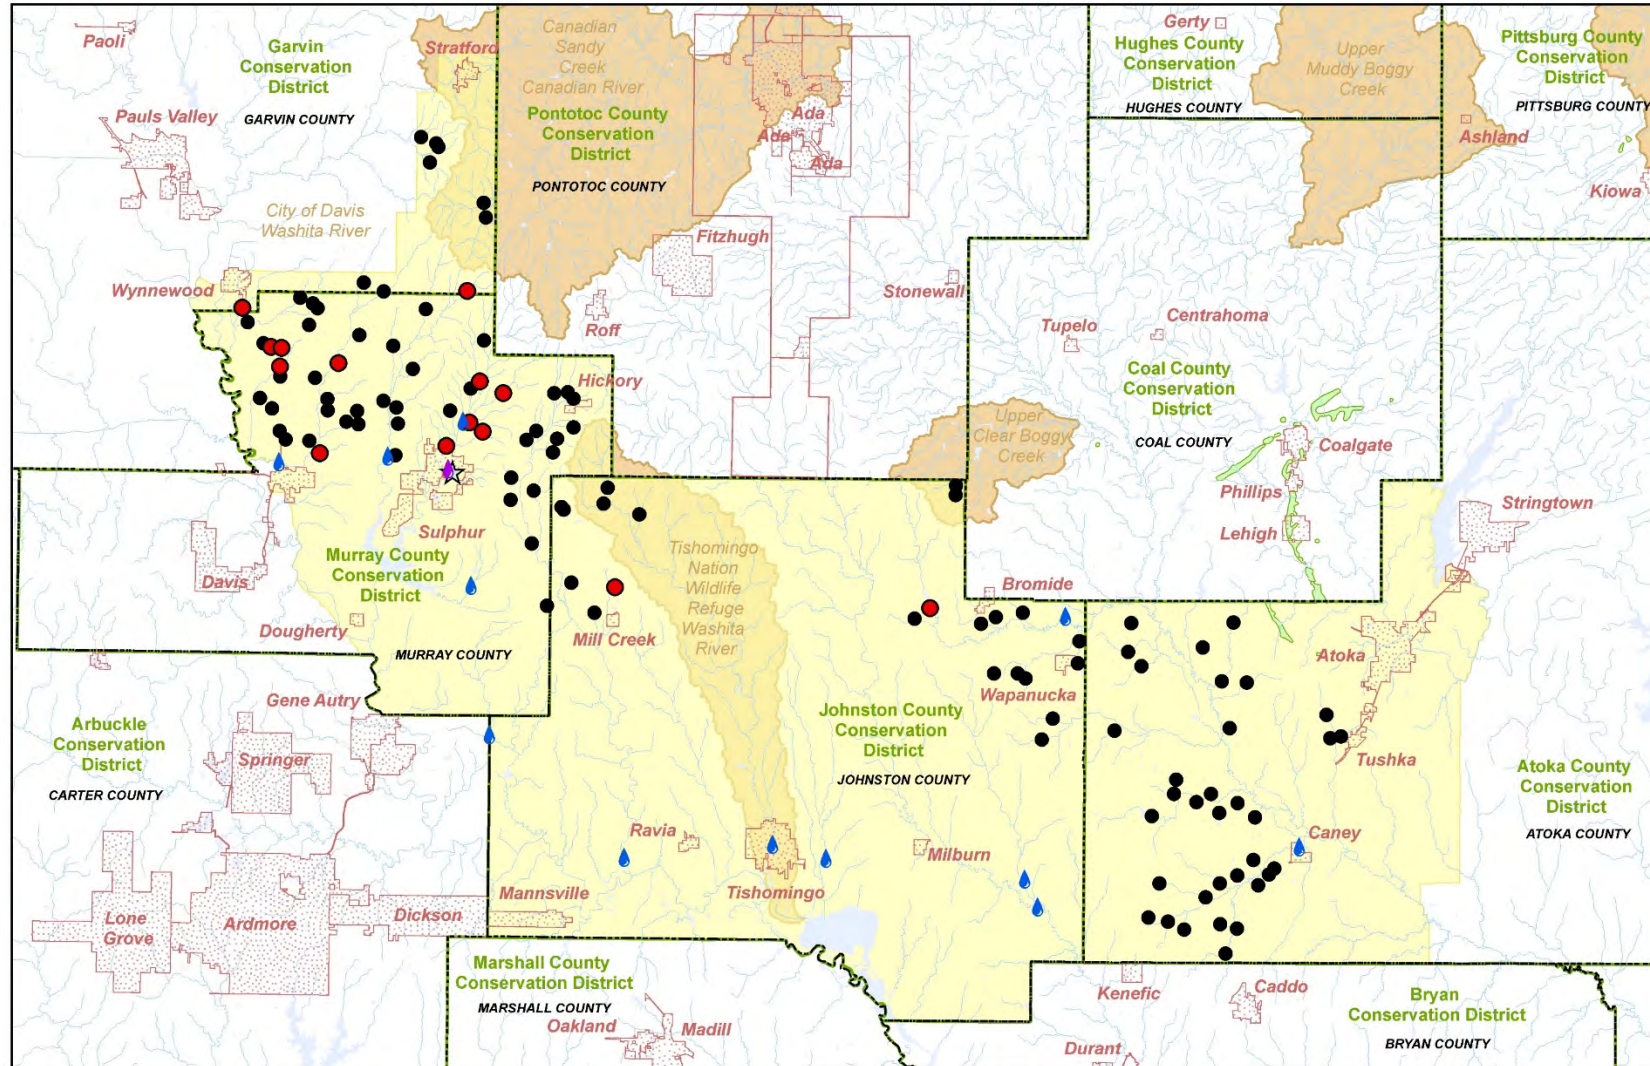 Paoli
Garvin
Conservation
District
GARVIN COUNTY
Stratford
Canadian
Sandy
Creek
Canadian River
Pontotoc County
Conservation
District
PONTOTOC COUNTY
Ada
Ada
Ada
Gerty
Hughes County
Conservation
District
HUGHES COUNTY
Upper
Muddy Boggy
Creek
Pittsburg County
Conservation
District
PITTSBURG COUNTY
Ashland
Kiowa
Pauls Valley
City of Davis
Washita River
Wynnewood
Fitzhugh
Roff
Stonewall
Tupelo
Centrahoma
Coal County
Conservation
District
COAL COUNTY
Hickory
Upper
Clear Boggy
Creek
Coalgate
Phillips
Lehigh
Stringtown
Sulphur
Murray County
Conservation
District
Davis
Dougherty
MURRAY COUNTY
Tishomingo
Nation
Wildlife
Refuge
Washita
River
Mill Creek
Bromide
Wapanucka
Atoka
Tushka
Gene Autry
Arbuckle
Conservation
District
CARTER COUNTY
Springer
Johnston County
Conservation
District
JOHNSTON COUNTY
Atoka County
Conservation
District
ATOKA COUNTY
Ravia
Tishomingo
Milburn
Caney
Mannsville
Dickson
Ardmore
Lone
Grove
Marshall County
Conservation District
MARSHALL COUNTY
Oakland
Madill
Kenefic
Caddo
Durant
Bryan
Conservation District
BRYAN COUNTY